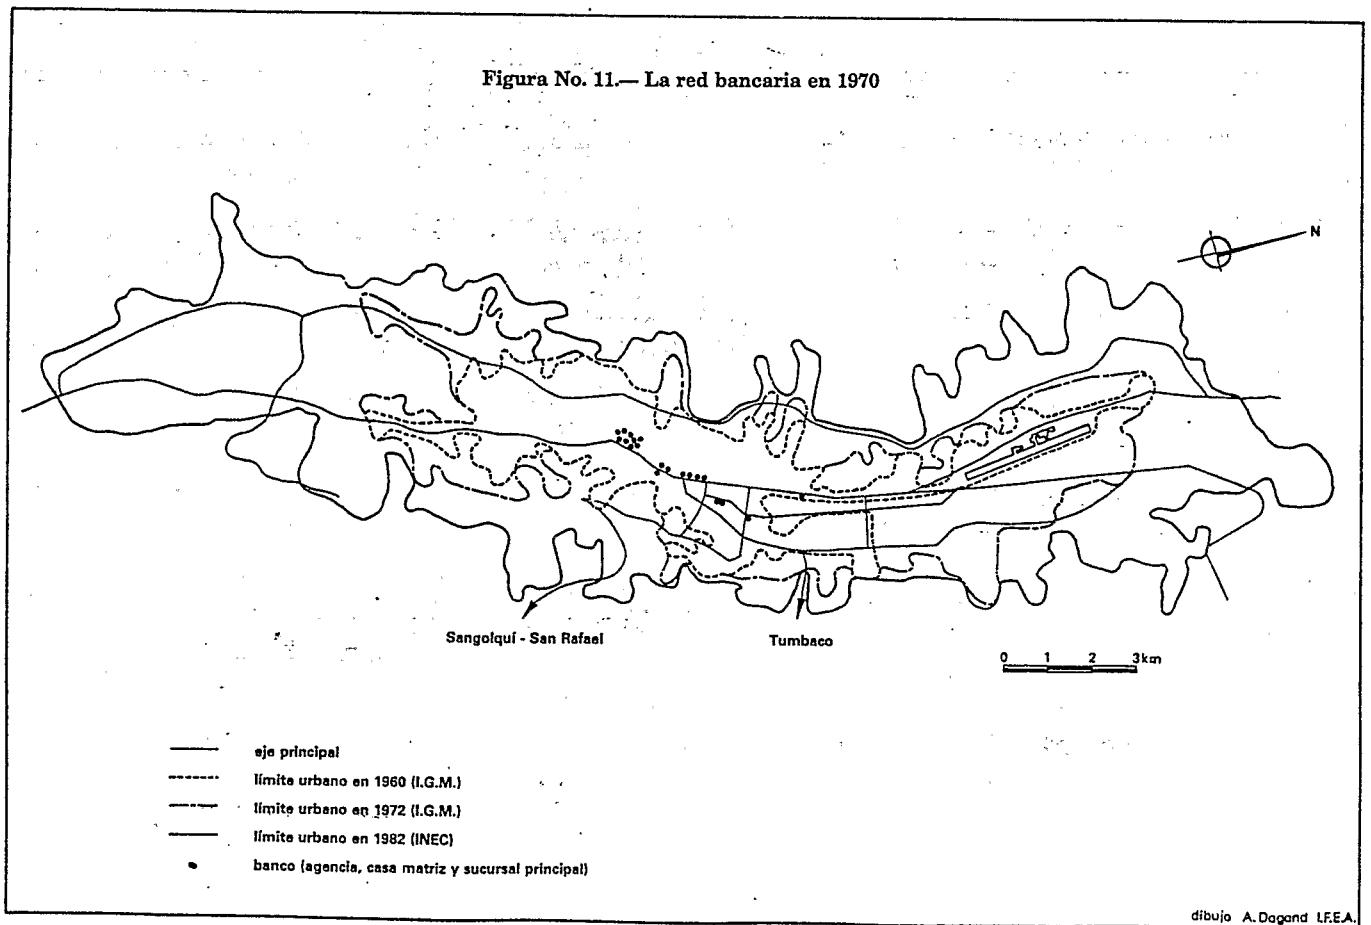 Figura No. 11.— La red bancaria en 1970
N
Sangolquí - San Rafael
Tumbaco
0 1 2 3km
eje principal
límite urbano en 1960 (I.G.M.)
límite urbano en 1972 (I.G.M.)
límite urbano en 1982 (INEC)
banco (agencia, casa matriz y sucursal principal)
dibujo A. Dagand I.F.E.A.